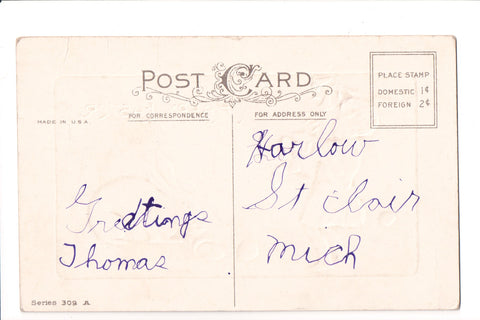 POST CARD
PLACE STAMP
DOMESTIC 1¢
FOREIGN 2¢
MADE IN U.S.A.
FOR CORRESPONDENCE
FOR ADDRESS ONLY
Harlow
St Clair
Mich
Gredtings
Thomas
Series 309 A